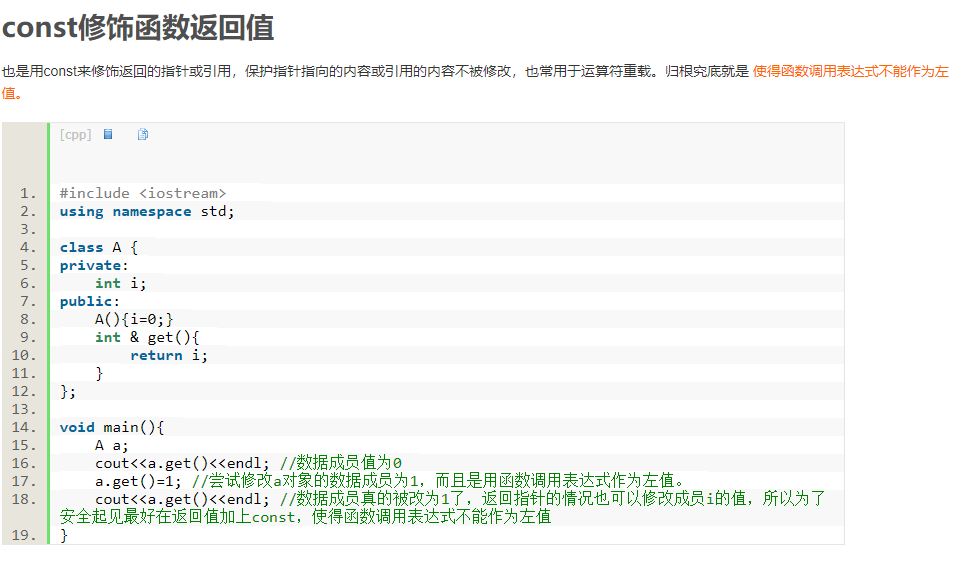 const修饰函数返回值
也是用const来修饰返回的指针或引用，保护指针指向的内容或引用的内容不被修改，也常用于运算符重载。归根究底就是 使得函数调用表达式不能作为左
值。
[cpp]
1. #include <iostream>
2. using namespace std;
3.
4. class A {
5. private:
6.     int i;
7. public:
8.     A(){i=0;}
9.     int & get(){
10.         return i;
11.     }
12. };
13.
14. void main(){
15.     A a;
16.     cout<<a.get()<<endl; //数据成员值为0
17.     a.get()=1; //尝试修改a对象的数据成员为1，而且是用函数调用表达式作为左值。
18.     cout<<a.get()<<endl; //数据成员真的被改为1了，返回指针的情况也可以修改成员i的值，所以为了
安全起见最好在返回值加上const，使得函数调用表达式不能作为左值
19. }